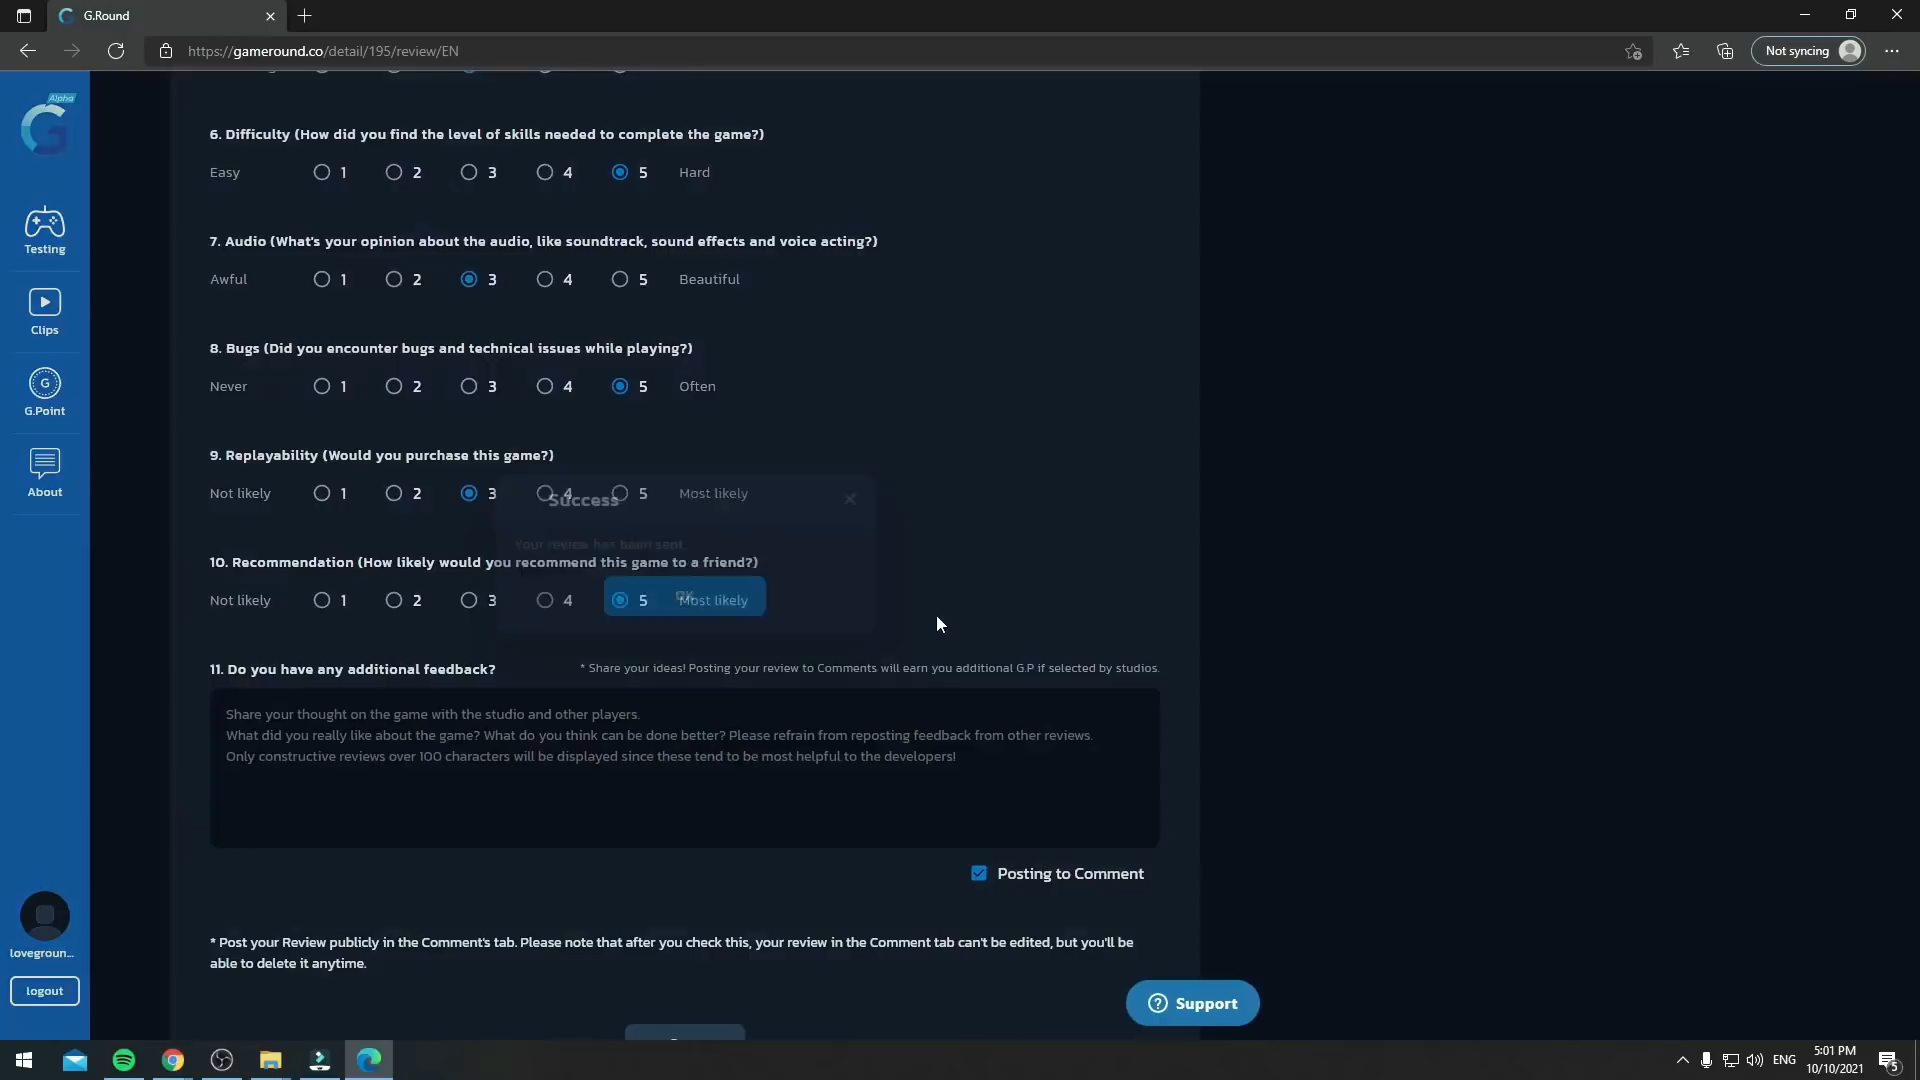 G.Round
https://gameround.co/detail/195/review/EN
Not syncing
Alpha
G
Testing
Clips
G
G.Point
About
6. Difficulty (How did you find the level of skills needed to complete the game?)
Easy 1 2 3 4 5 Hard
7. Audio (What's your opinion about the audio, like soundtrack, sound effects and voice acting?)
Awful 1 2 3 4 5 Beautiful
8. Bugs (Did you encounter bugs and technical issues while playing?)
Never 1 2 3 4 5 Often
9. Replayability (Would you purchase this game?)
Not likely 1 2 3 4 5 Most likely
Success
Your review has been sent.
10. Recommendation (How likely would you recommend this game to a friend?)
Not likely 1 2 3 4 5 Most likely
OK
11. Do you have any additional feedback? * Share your ideas! Posting your review to Comments will earn you additional G.P if selected by studios.
Share your thought on the game with the studio and other players.
What did you really like about the game? What do you think can be done better? Please refrain from reposting feedback from other reviews.
Only constructive reviews over 100 characters will be displayed since these tend to be most helpful to the developers!
Posting to Comment
* Post your Review publicly in the Comment's tab. Please note that after you check this, your review in the Comment tab can't be edited, but you'll be
able to delete it anytime.
Support
lovegroun...
logout
ENG
5:01 PM
10/10/2021
5